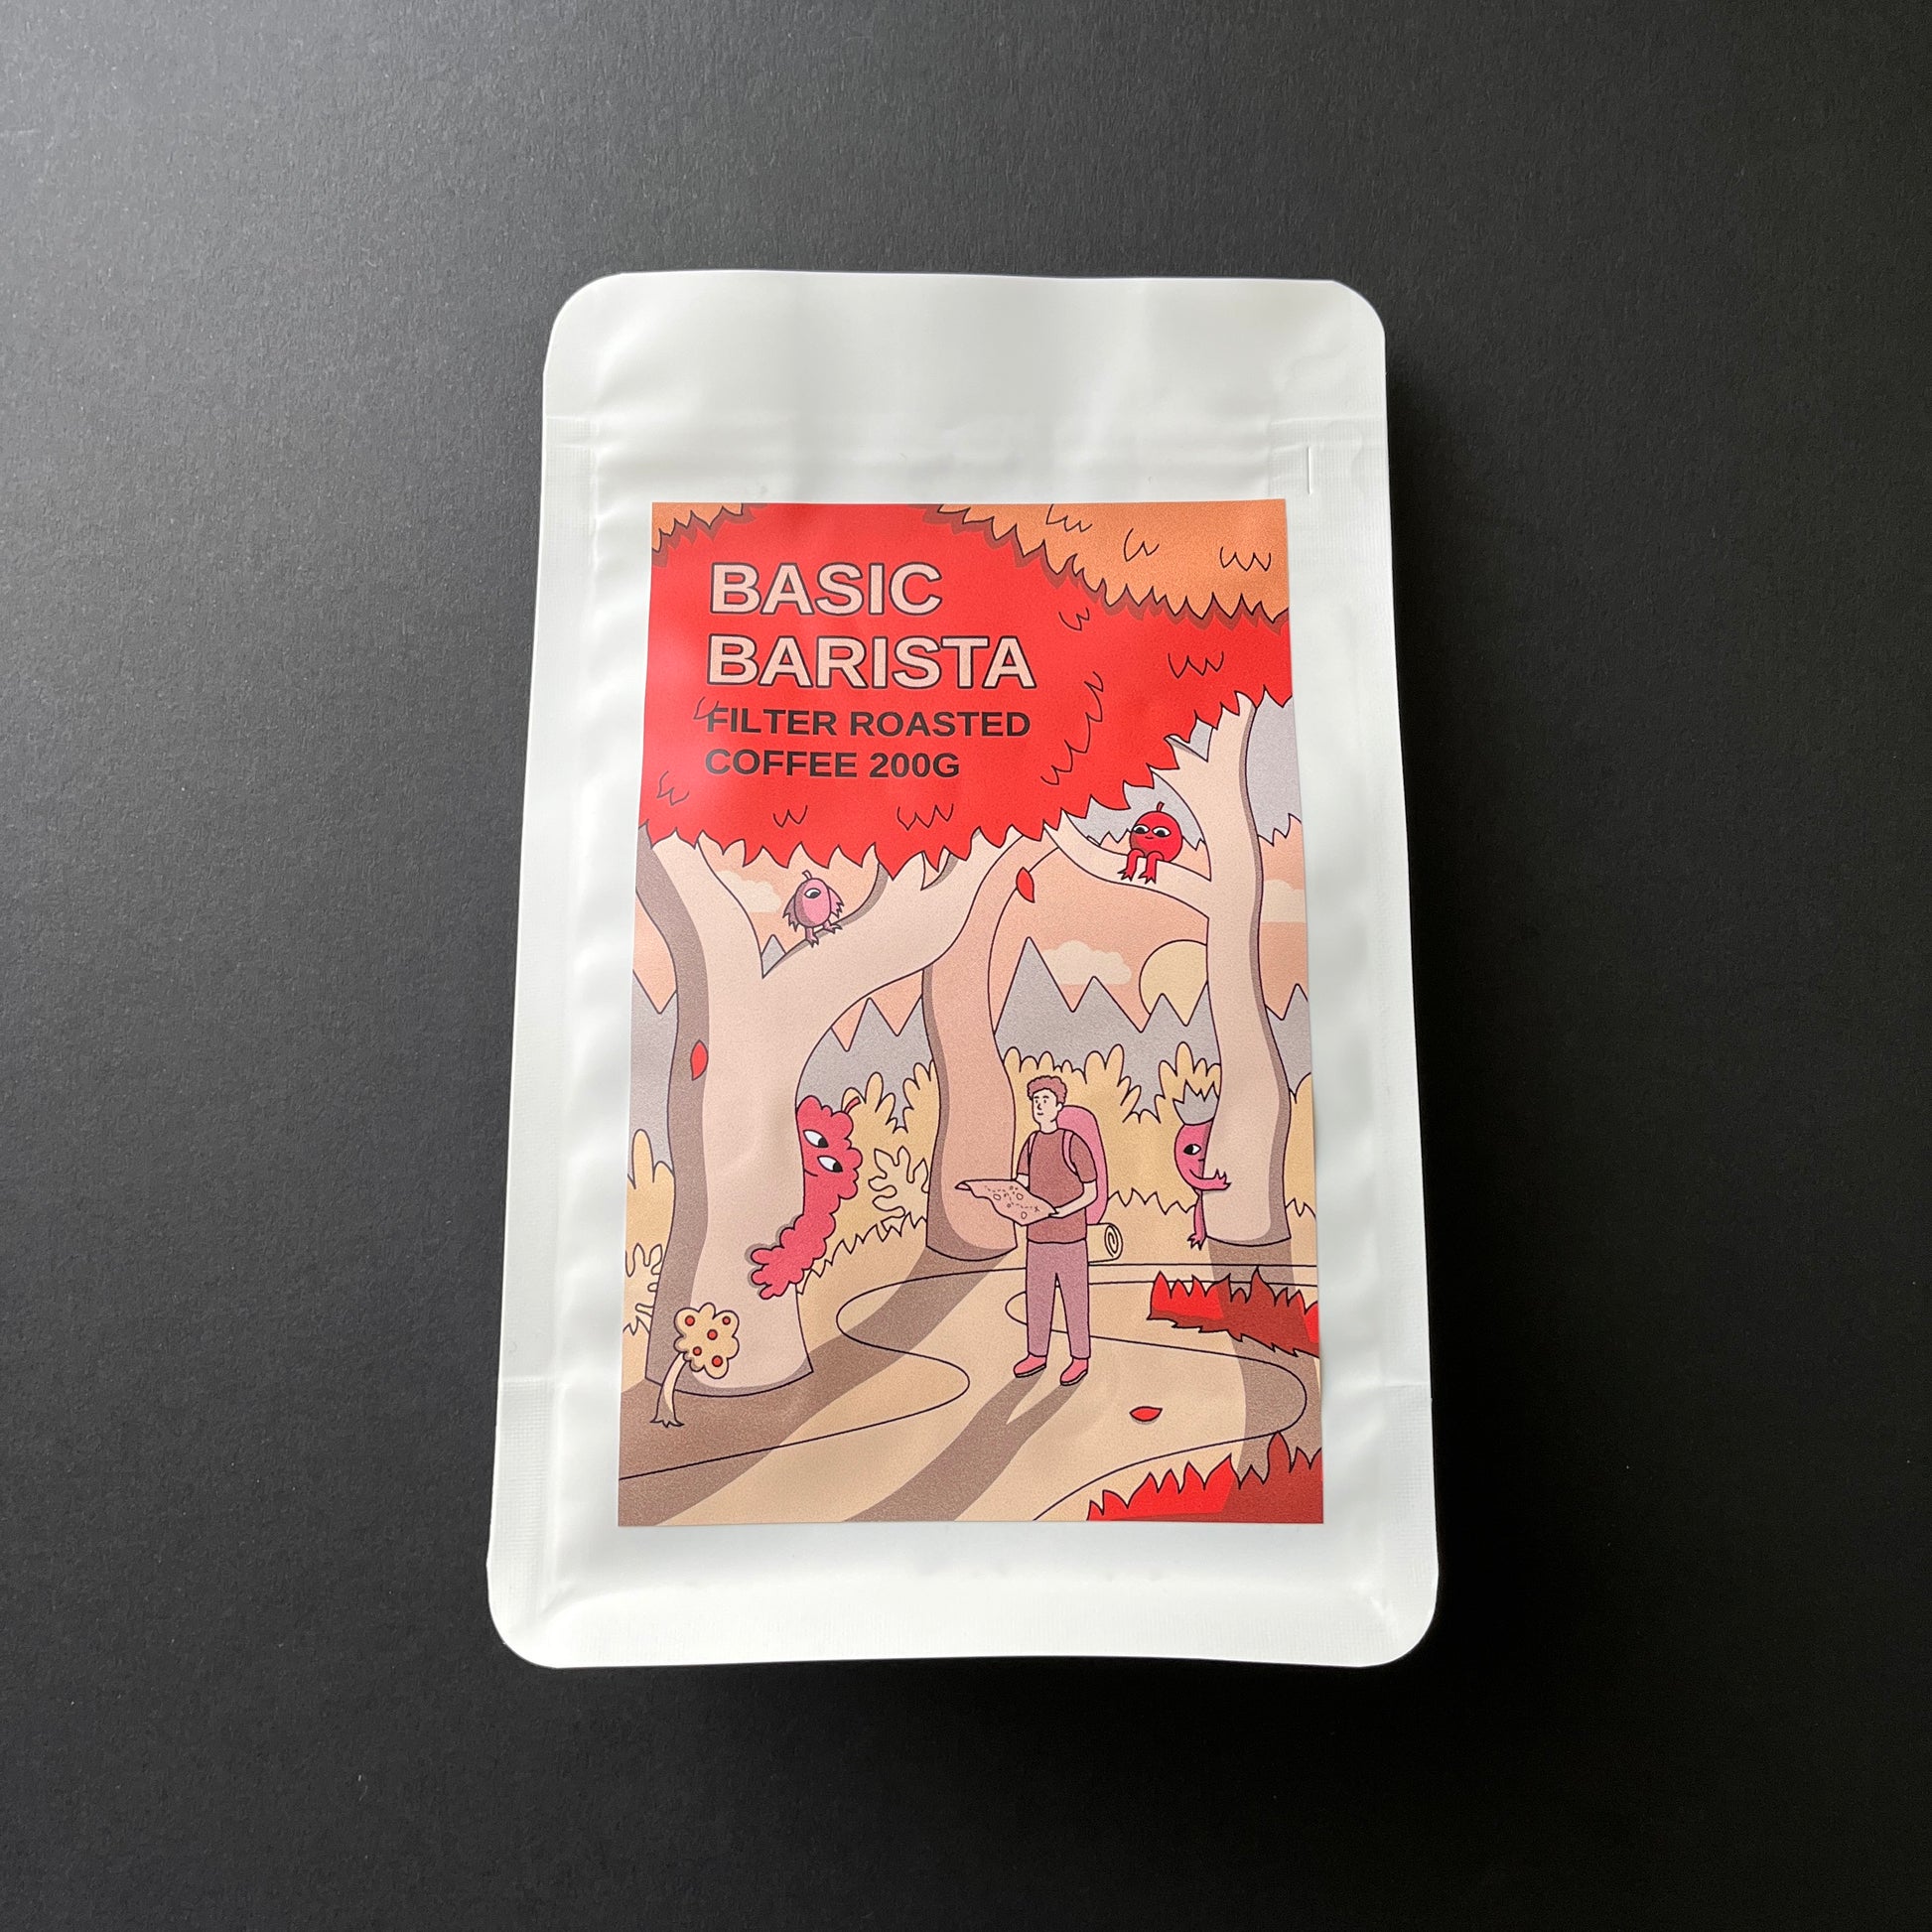 BASIC
BARISTA
FILTER ROASTED
COFFEE 200G